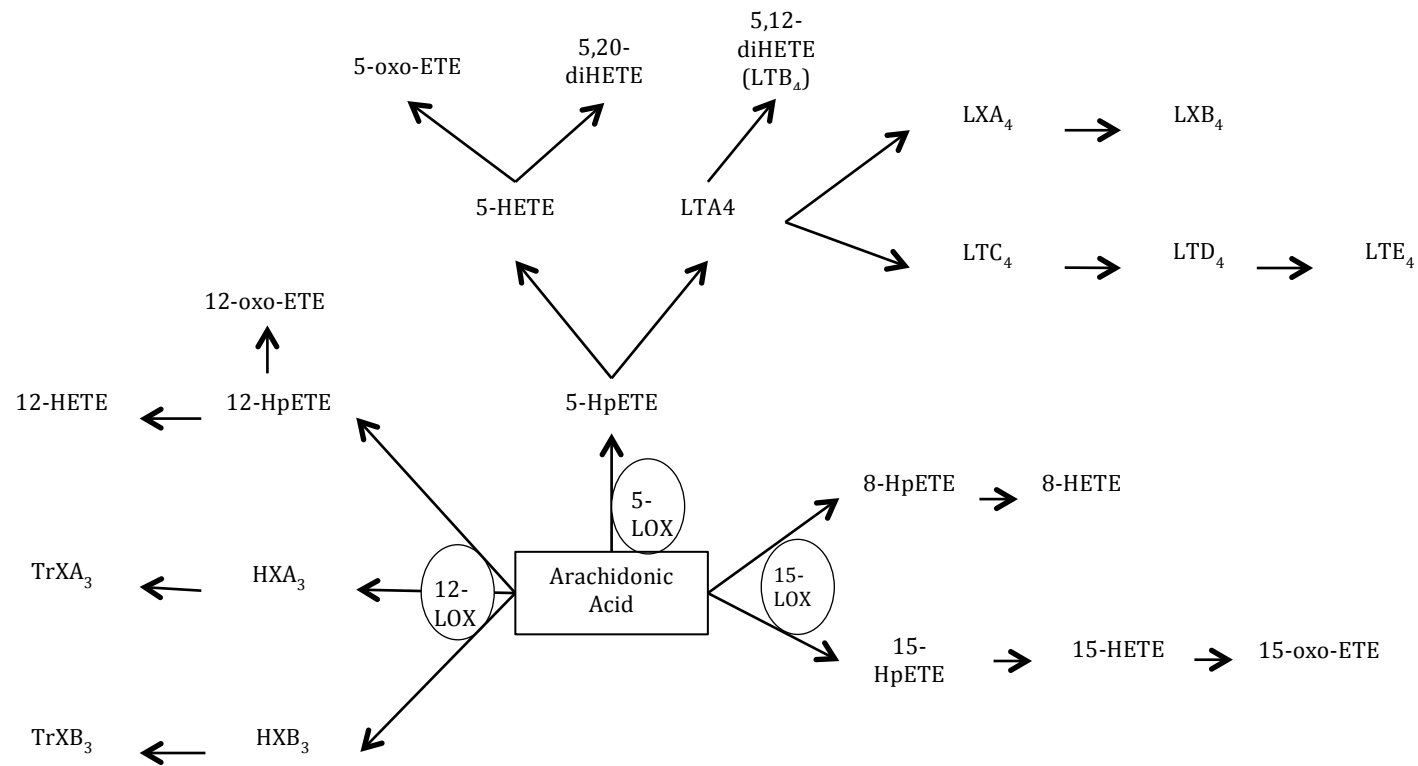 5-oxo-ETE
5,20-
diHETE
5,12-
diHETE
(LTB₄)
LXA₄
LXB₄
5-HETE
LTA4
LTC₄
LTD₄
LTE₄
12-oxo-ETE
12-HETE
12-HpETE
5-HpETE
8-HpETE
8-HETE
5-
LOX
TrXA₃
HXA₃
12-
LOX
Arachidonic
Acid
15-
LOX
15-
HpETE
15-HETE
15-oxo-ETE
TrXB₃
HXB₃